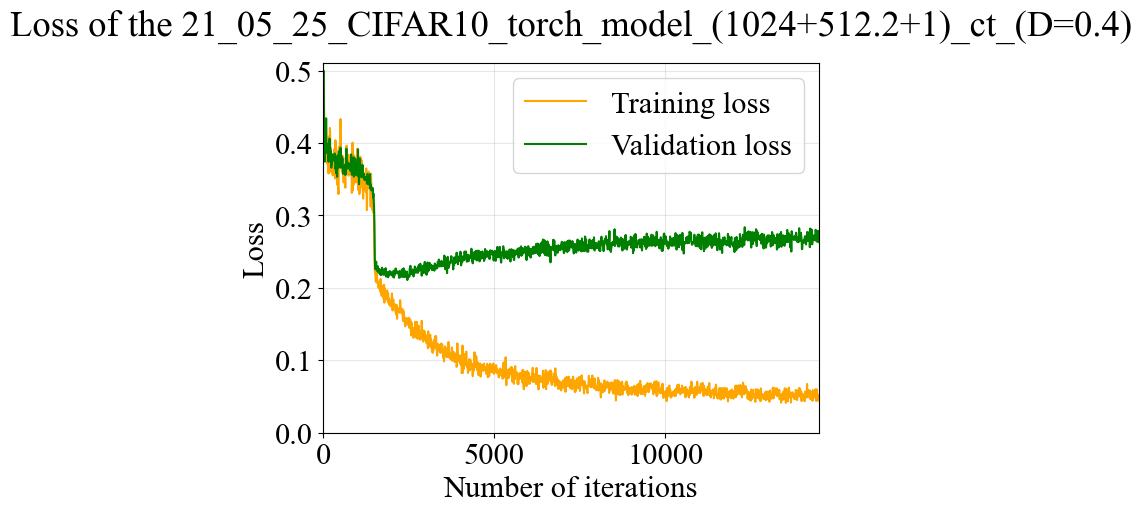 Loss of the 21_05_25_CIFAR10_torch_model_(1024+512.2+1)_ct_(D=0.4)
Training loss
Validation loss
0.5
0.4
0.3
0.2
0.1
0.0
Loss
0 5000 10000
Number of iterations